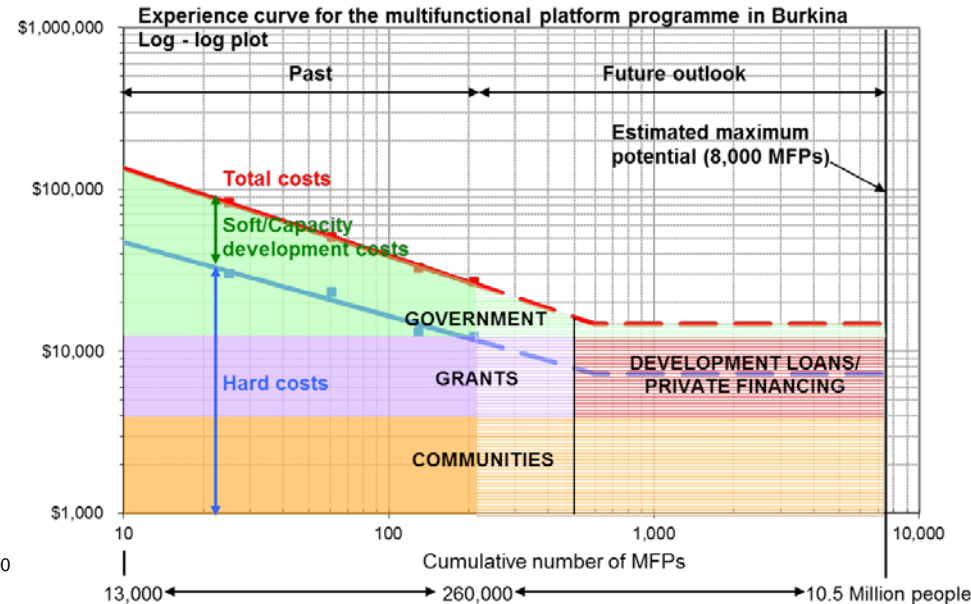 Experience curve for the multifunctional platform programme in Burkina
Log - log plot
$1,000,000
Past
Future outlook
Estimated maximum
potential (8,000 MFPs)
$100,000
Total costs
Soft/Capacity
development costs
GOVERNMENT
$10,000
DEVELOPMENT LOANS/
PRIVATE FINANCING
GRANTS
Hard costs
COMMUNITIES
$1,000
10
100
1,000
10,000
Cumulative number of MFPs
0
13,000
260,000
10.5 Million people